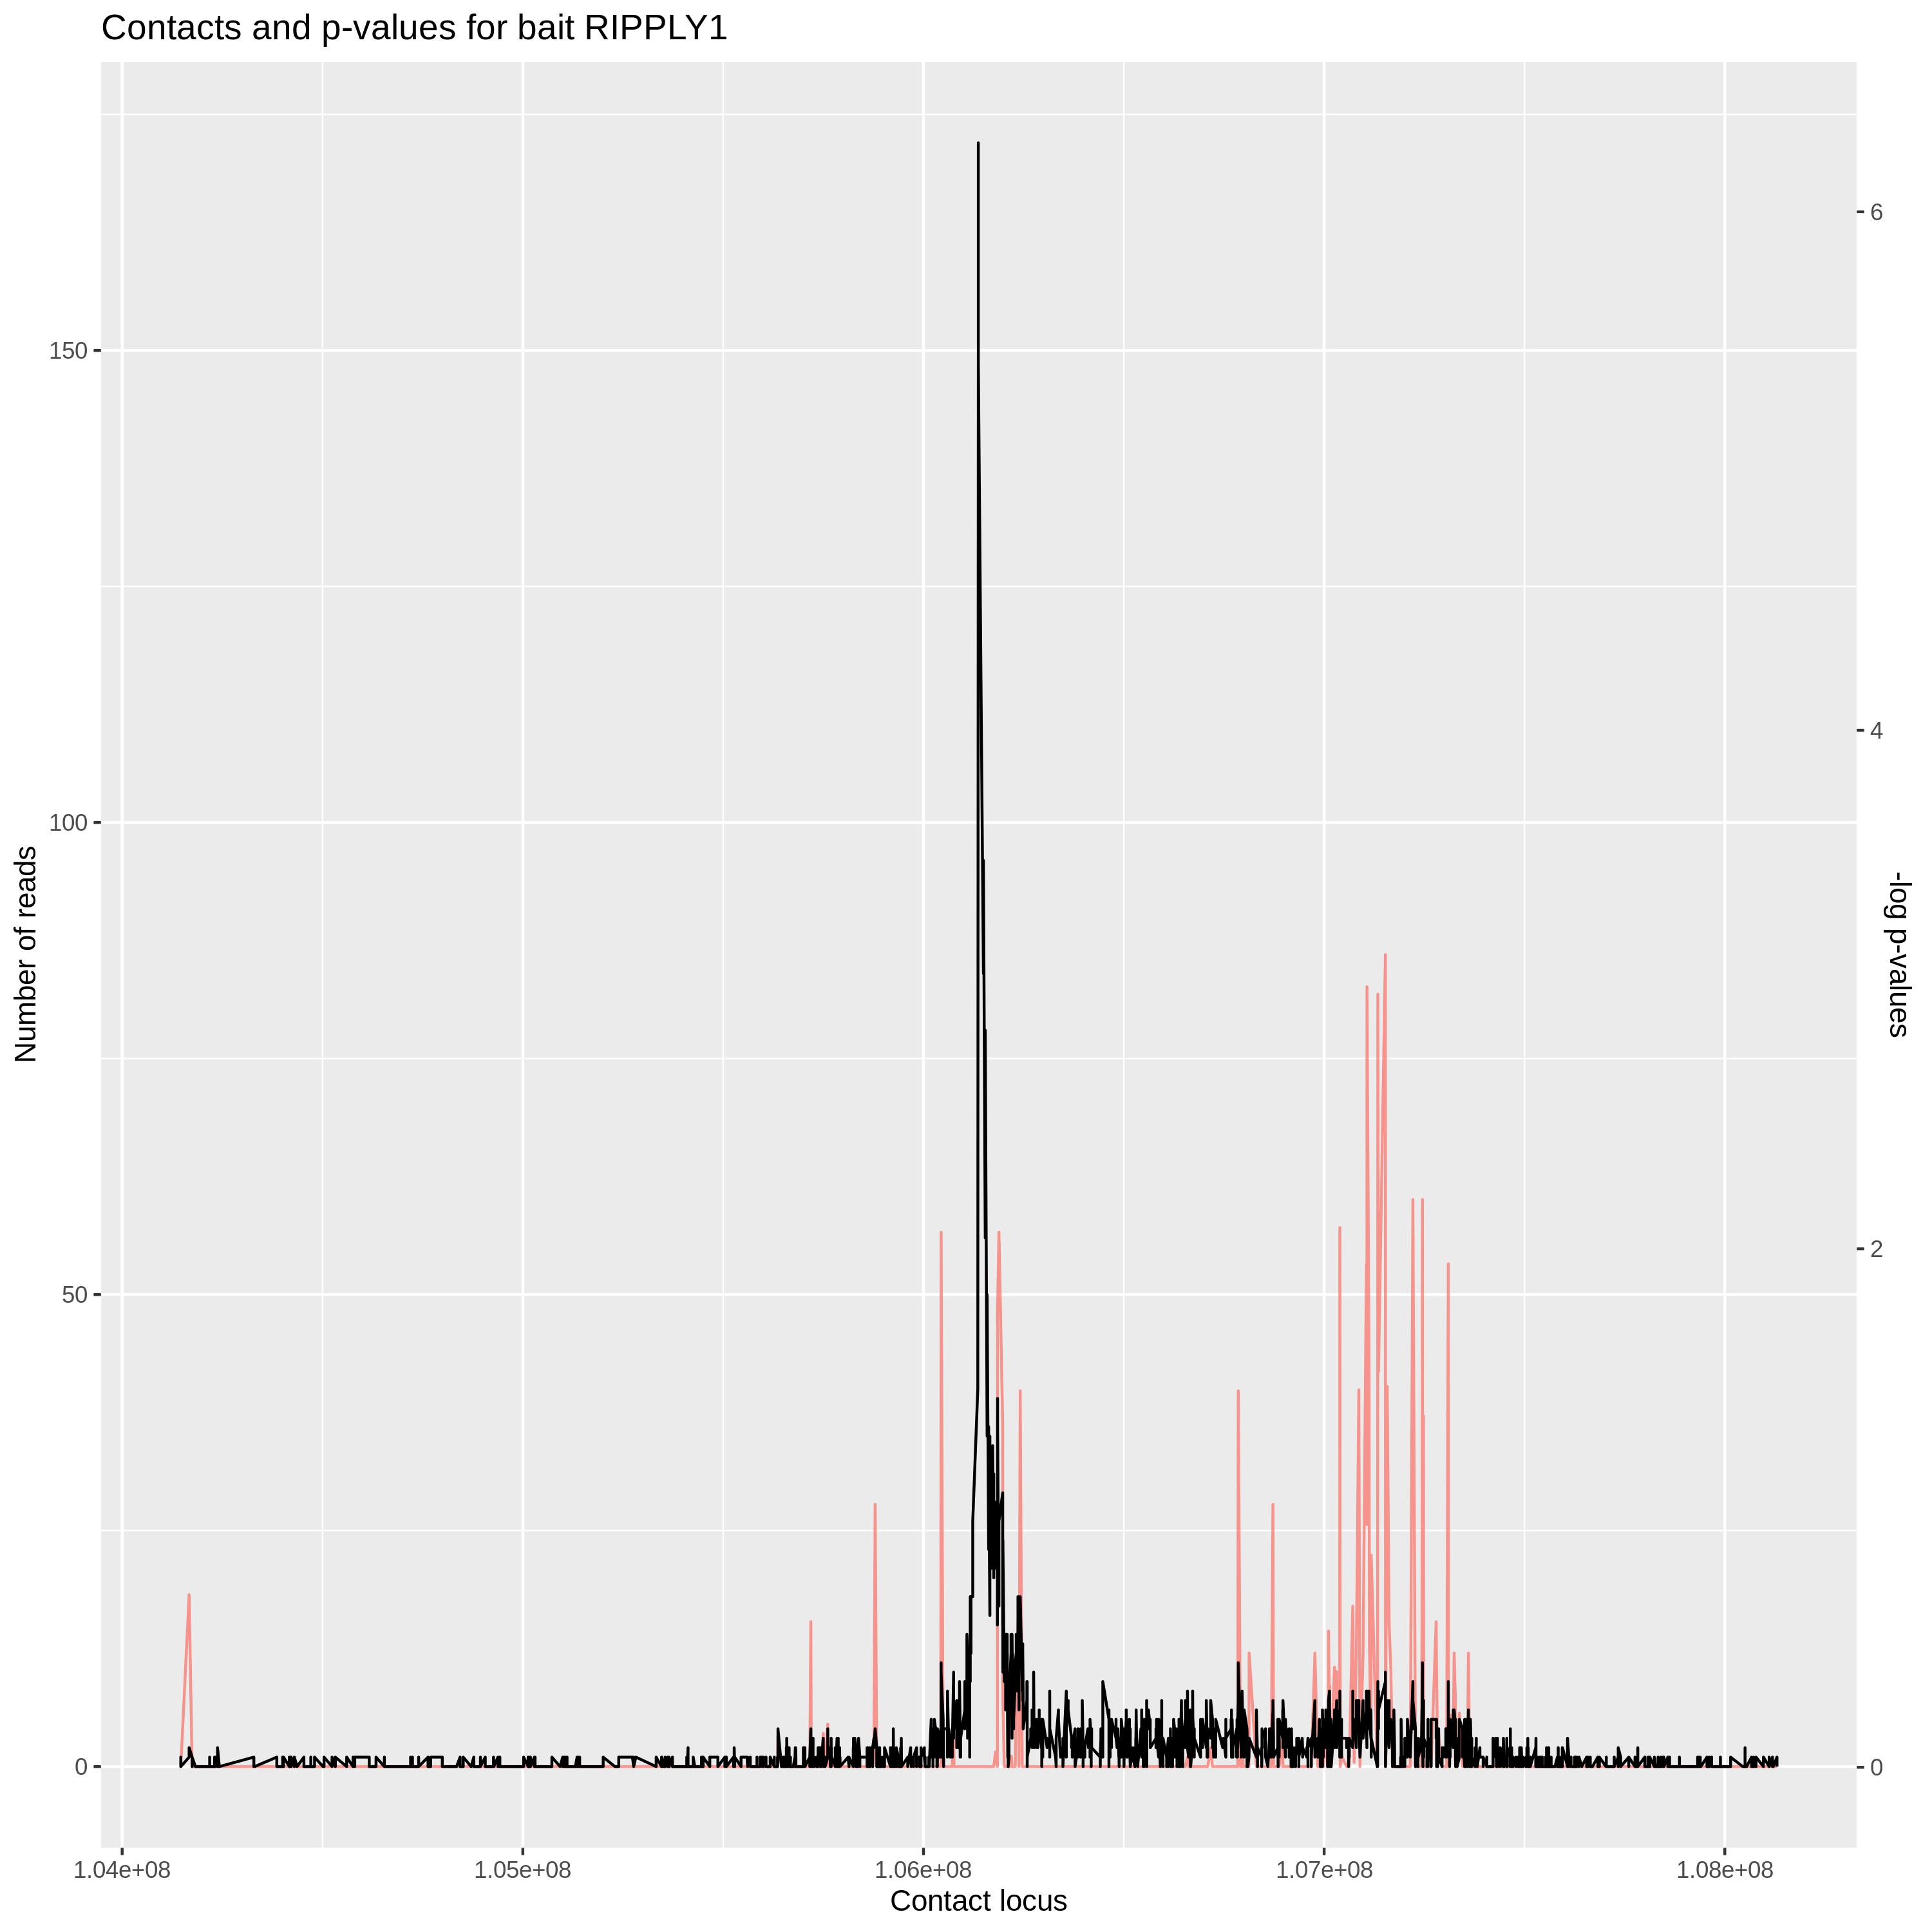 Contacts and p-values for bait RIPPLY1
150
100
50
0
6
4
2
0
Number of reads
-log p-values
1.04e+08
1.05e+08
1.06e+08
1.07e+08
1.08e+08
Contact locus